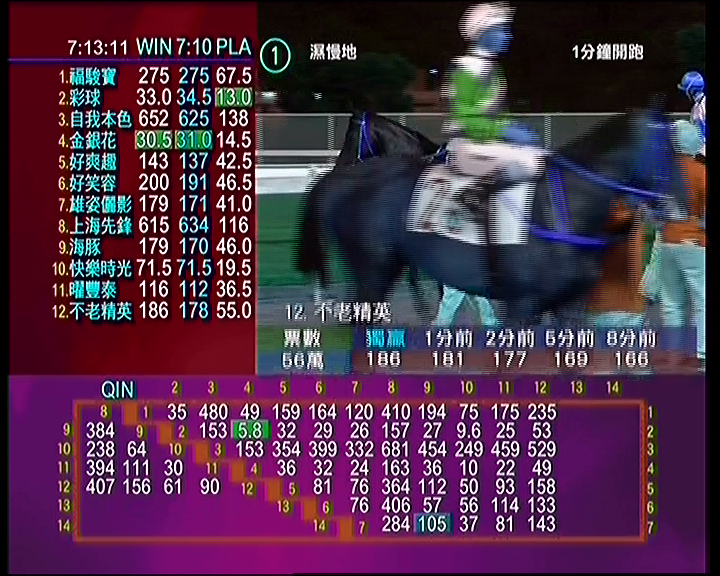 7:13:11 WIN 7:10 PLA
1 濕慢地 1分鐘開跑
1.福駿寶 275 275 67.5
2.彩球 33.0 34.5 13.0
3.自我本色 652 625 138
4.金銀花 30.5 31.0 14.5
5.好爽趣 143 137 42.5
6.好笑容 200 191 46.5
7.雄姿儷影 179 171 41.0
8.上海先鋒 615 634 116
9.海豚 179 170 46.0
10.快樂時光 71.5 71.5 19.5
11.曜豐泰 116 112 36.5
12.不老精英 186 178 55.0
12. 不老精英
票數 獨贏 1分前 2分前 5分前 8分前
56萬 186 181 177 169 166
QIN 2 3 4 5 6 7 8 9 10 11 12 13 14
8 1 35 480 49 159 164 120 410 194 75 175 235 1
9 384 9 2 153 5.8 32 29 26 157 27 9.6 25 53 2
10 238 64 10 3 153 354 399 332 681 454 249 459 529 3
11 394 111 30 11 4 36 32 24 163 36 10 22 49 4
12 407 156 61 90 12 5 81 76 364 112 50 93 158 5
13 13 6 76 406 57 56 114 133 6
14 14 7 284 105 37 81 143 7